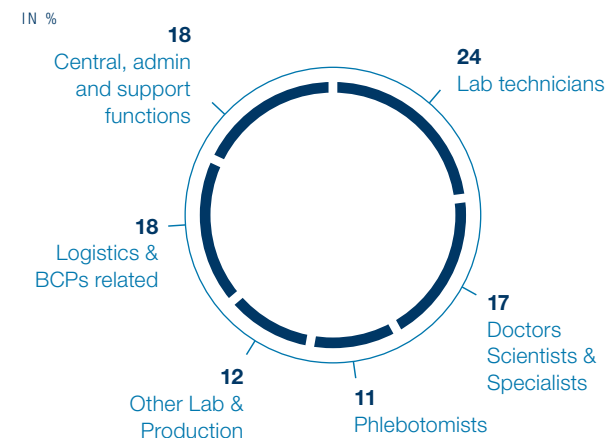 IN %
18
Central, admin
and support
functions
24
Lab technicians
18
Logistics &
BCPs related
17
Doctors
Scientists &
Specialists
12
Other Lab &
Production
11
Phlebotomists